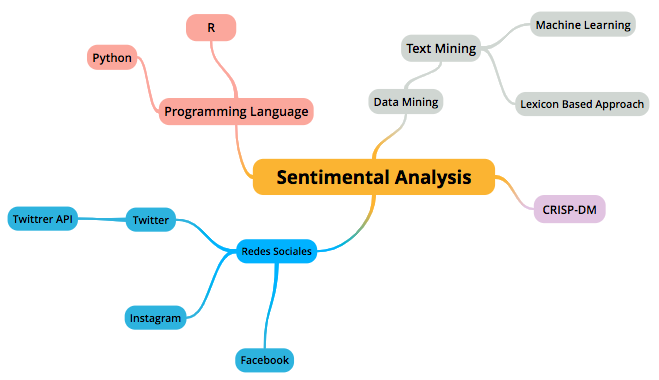 R
Python
Programming Language
Text Mining
Machine Learning
Data Mining
Lexicon Based Approach
Sentimental Analysis
CRISP-DM
Twittrer API
Twitter
Redes Sociales
Instagram
Facebook